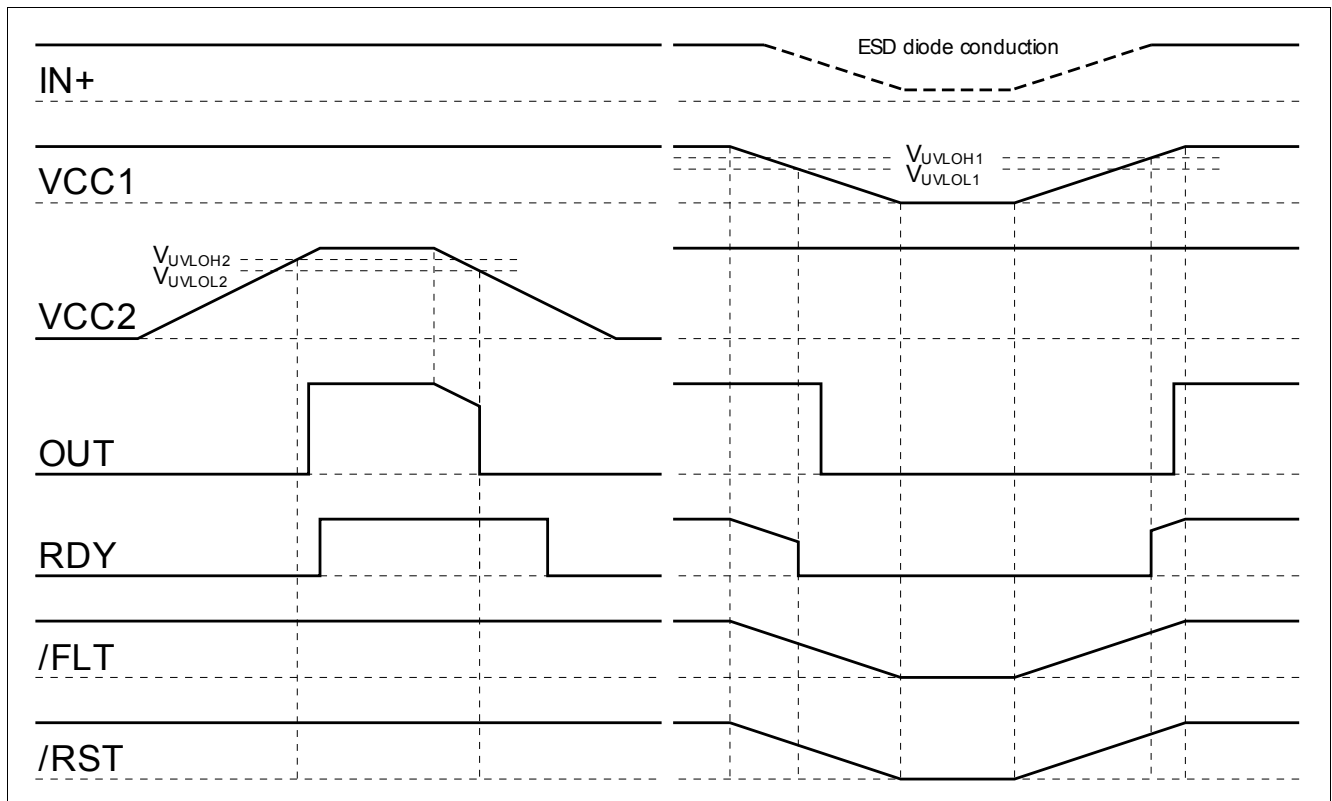 ESD diode conduction
IN+
VUVLOH1
VUVLOL1
VCC1
VUVLOH2
VUVLOL2
VCC2
OUT
RDY
/FLT
/RST